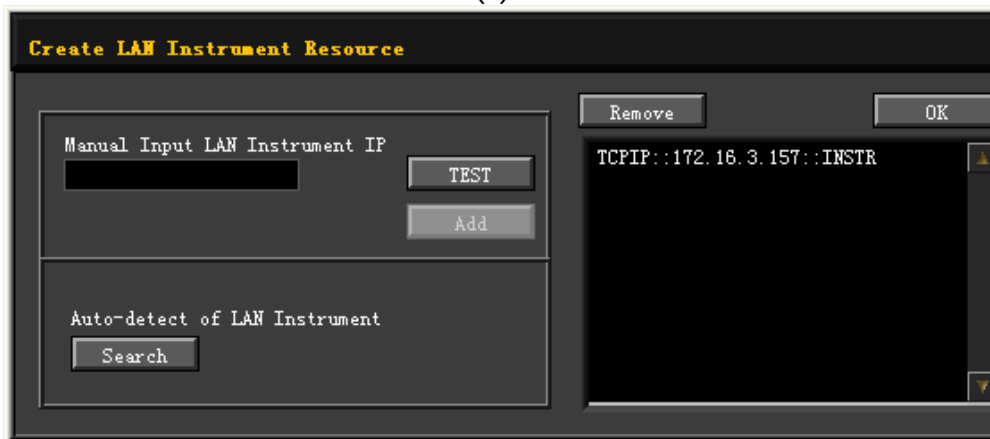 Create LAN Instrument Resource
Manual Input LAN Instrument IP
TEST
Add
Auto-detect of LAN Instrument
Search
Remove
OK
TCPIP::172.16.3.157::INSTR